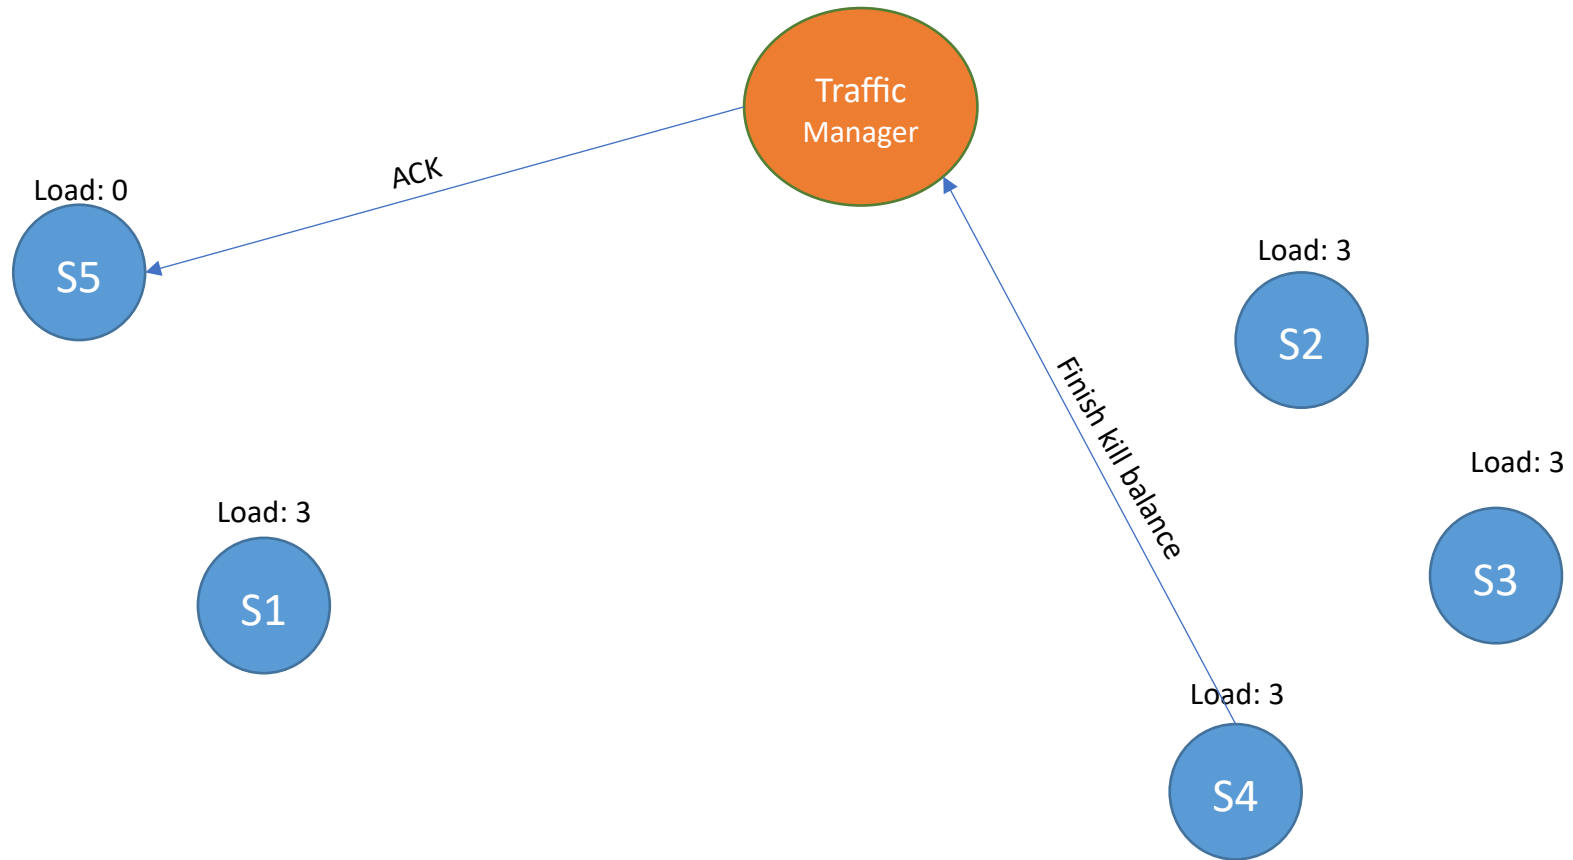 Traffic
Manager
ACK
Load: 0
S5
Load: 3
S2
Finish kill balance
Load: 3
S3
Load: 3
S1
Load: 3
S4